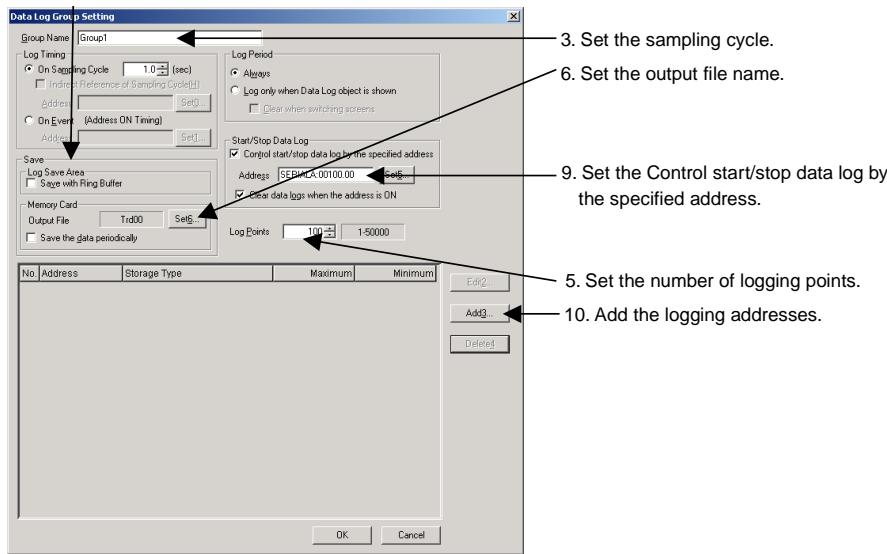 Data Log Group Setting
Group Name Group1
Log Timing
On Sampling Cycle 1.0 (sec)
Indirect Reference of Sampling Cycle(H)
Address Set0...
On Event (Address ON Timing)
Address Set1...
Log Period
Always
Log only when Data Log object is shown
Clear when switching screens
Start/Stop Data Log
Control start/stop data log by the specified address
Address SERIALA:00100.00 Set5...
Clear data logs when the address is ON
Save
Log Save Area
Save with Ring Buffer
Memory Card
Output File Trd00 Set6...
Save the data periodically
Log Points 100 1-50000
No. Address Storage Type Maximum Minimum
Edit2...
Add3...
Delete4
OK Cancel
3. Set the sampling cycle.
6. Set the output file name.
9. Set the Control start/stop data log by
the specified address.
5. Set the number of logging points.
10. Add the logging addresses.